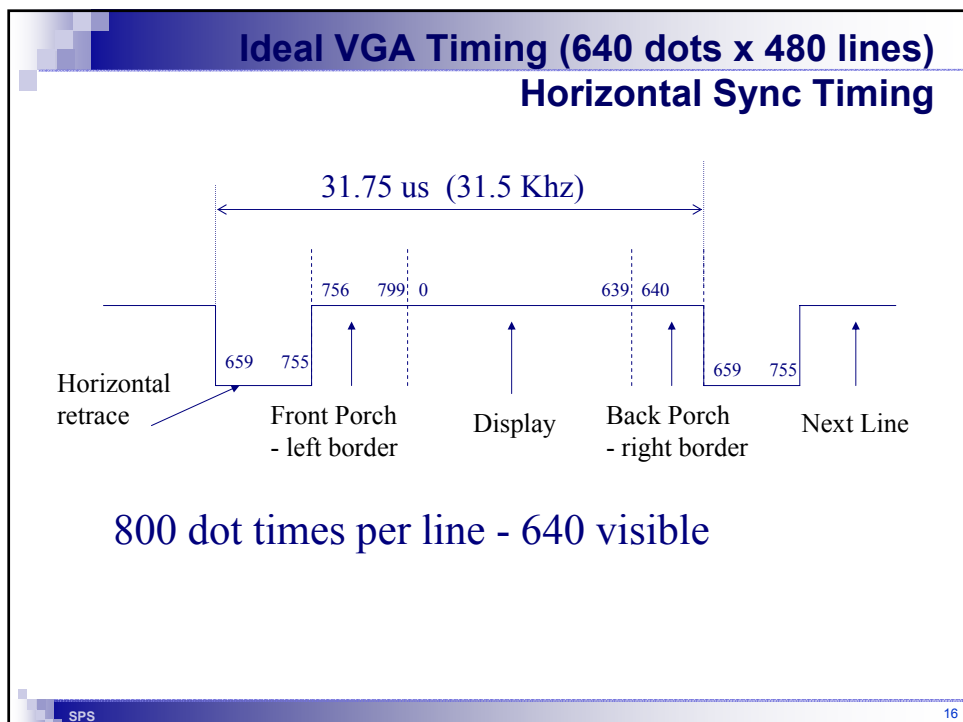 Ideal VGA Timing (640 dots x 480 lines)
Horizontal Sync Timing
31.75 us (31.5 Khz)
756 799 0 639 640
659 755 659 755
Horizontal
retrace
Front Porch
- left border
Display
Back Porch
- right border
Next Line
800 dot times per line - 640 visible
SPS 16